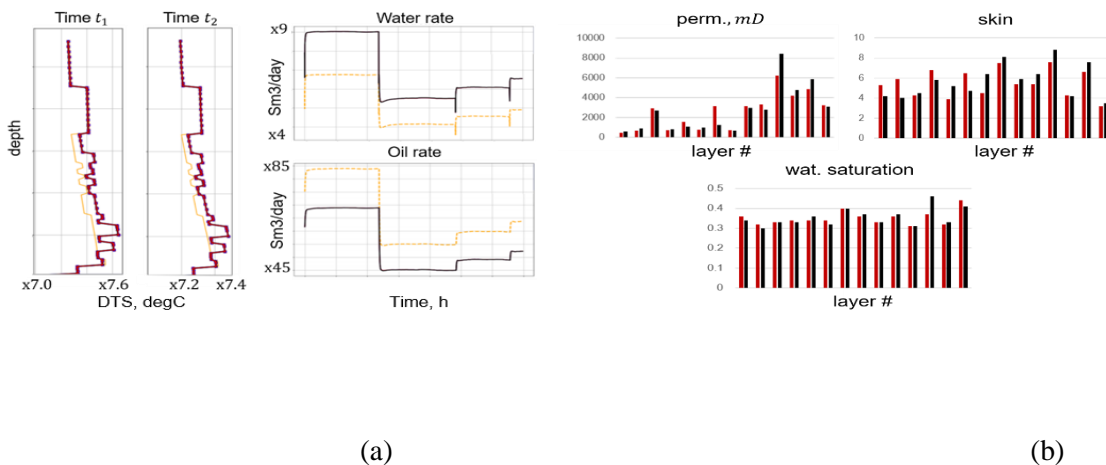 Time t₁
Time t₂
depth
x7.0
x7.6
x7.2
x7.4
DTS, degC
Water rate
x9
Sm3/day
x4
Oil rate
x85
Sm3/day
x45
Time, h
perm., mD
10000
8000
6000
4000
2000
0
layer #
skin
10
8
6
4
2
0
layer #
wat. saturation
0.5
0.4
0.3
0.2
0.1
0
layer #
(a)
(b)